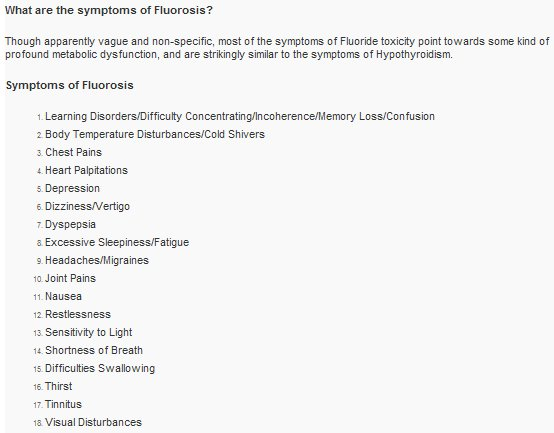 What are the symptoms of Fluorosis?
Though apparently vague and non-specific, most of the symptoms of Fluoride toxicity point towards some kind of
profound metabolic dysfunction, and are strikingly similar to the symptoms of Hypothyroidism.
Symptoms of Fluorosis
1. Learning Disorders/Difficulty Concentrating/Incoherence/Memory Loss/Confusion
2. Body Temperature Disturbances/Cold Shivers
3. Chest Pains
4. Heart Palpitations
5. Depression
6. Dizziness/Vertigo
7. Dyspepsia
8. Excessive Sleepiness/Fatigue
9. Headaches/Migraines
10. Joint Pains
11. Nausea
12. Restlessness
13. Sensitivity to Light
14. Shortness of Breath
15. Difficulties Swallowing
16. Thirst
17. Tinnitus
18. Visual Disturbances